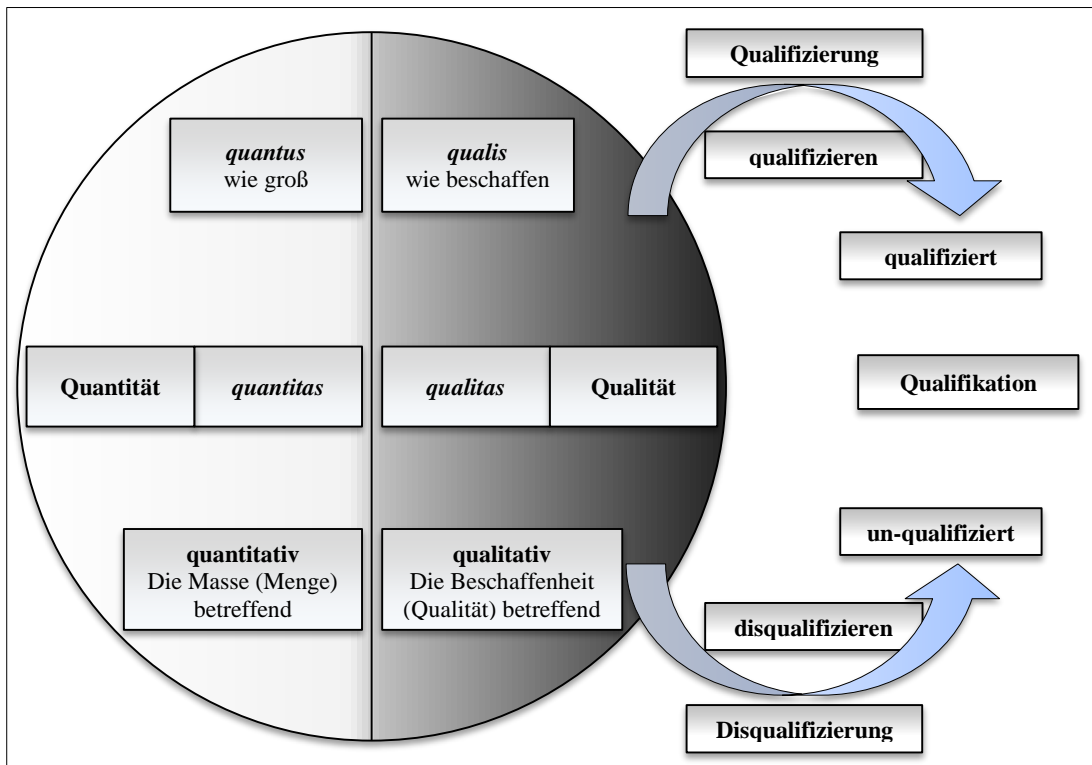 Qualifizierung
quantus
wie groß
qualis
wie beschaffen
qualifizieren
qualifiziert
Quantität
quantitas
qualitas
Qualität
Qualifikation
quantitativ
Die Masse (Menge)
betreffend
qualitativ
Die Beschaffenheit
(Qualität) betreffend
un-qualifiziert
disqualifizieren
Disqualifizierung